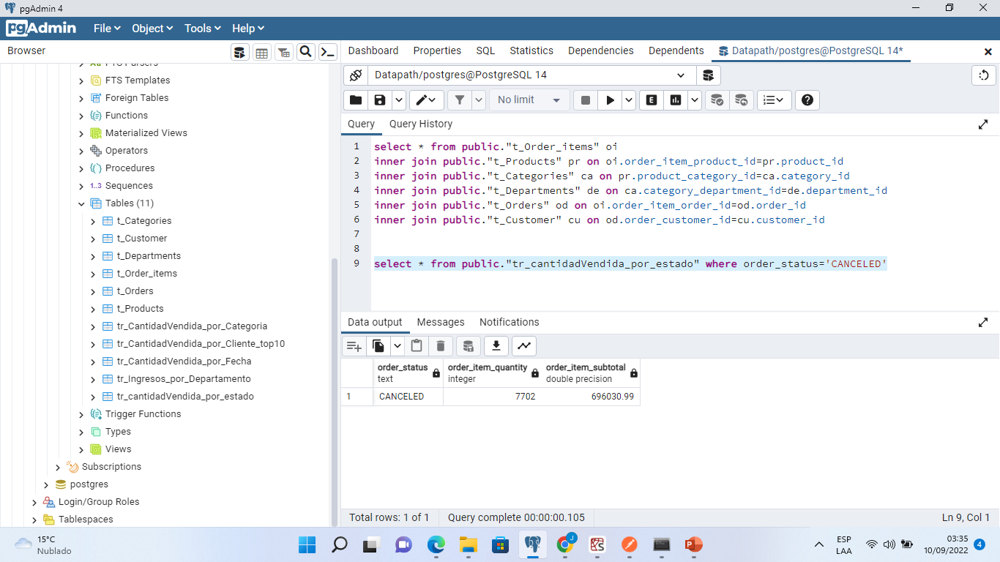 pgAdmin 4
pgAdmin File Object Tools Help
Browser
Dashboard Properties SQL Statistics Dependencies Dependents Datapath/postgres@PostgreSQL 14*
FTS Parsers
FTS Templates
Foreign Tables
Functions
Materialized Views
Operators
Procedures
1..3 Sequences
Tables (11)
t_Categories
t_Customer
t_Departments
t_Order_items
t_Orders
t_Products
tr_CantidadVendida_por_Categoria
tr_CantidadVendida_por_Cliente_top10
tr_CantidadVendida_por_Fecha
tr_Ingresos_por_Departamento
tr_cantidadVendida_por_estado
Trigger Functions
Types
Views
Subscriptions
postgres
Login/Group Roles
Tablespaces
Datapath/postgres@PostgreSQL 14
No limit
E
Query Query History
1 select * from public."t_Order_items" oi
2 inner join public."t_Products" pr on oi.order_item_product_id=pr.product_id
3 inner join public."t_Categories" ca on pr.product_category_id=ca.category_id
4 inner join public."t_Departments" de on ca.category_department_id=de.department_id
5 inner join public."t_Orders" od on oi.order_item_order_id=od.order_id
6 inner join public."t_Customer" cu on od.order_customer_id=cu.customer_id
7
8
9 select * from public."tr_cantidadVendida_por_estado" where order_status='CANCELED'
Data output Messages Notifications
order_status order_item_quantity order_item_subtotal
text integer double precision
1 CANCELED 7702 696030.99
Total rows: 1 of 1 Query complete 00:00:00.105 Ln 9, Col 1
15°C
Nublado
J
ESP
LAA
03:35
10/09/2022
4